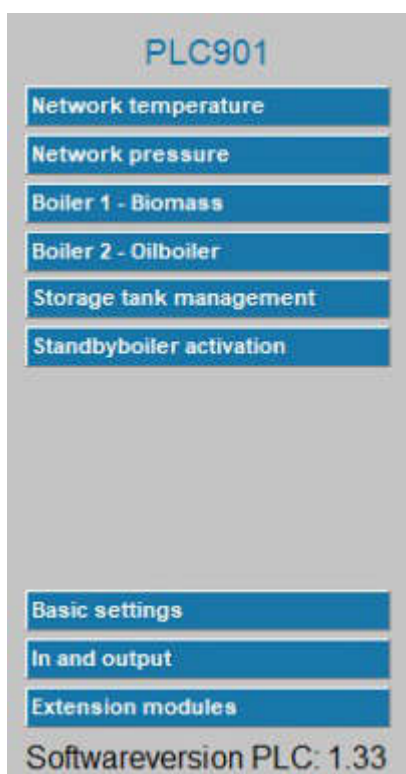 PLC901
Network temperature
Network pressure
Boiler 1 - Biomass
Boiler 2 - Oilboiler
Storage tank management
Standbyboiler activation
Basic settings
In and output
Extension modules
Softwareversion PLC: 1.33